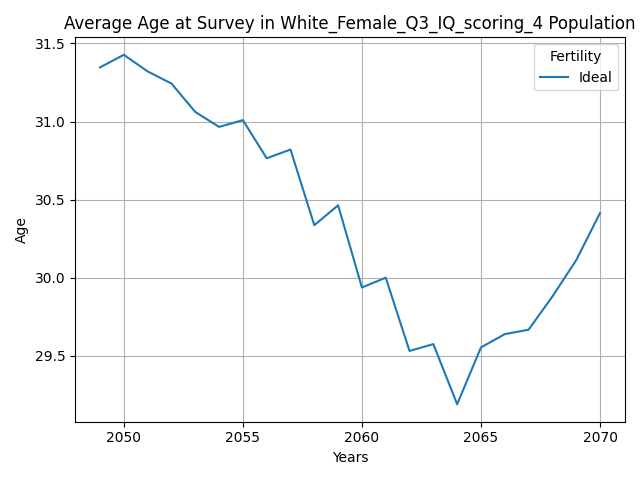 Average Age at Survey in White_Female_Q3_IQ_scoring_4 Population
31.5
31.0
30.5
30.0
29.5
Age
Fertility
Ideal
2050 2055 2060 2065 2070
Years